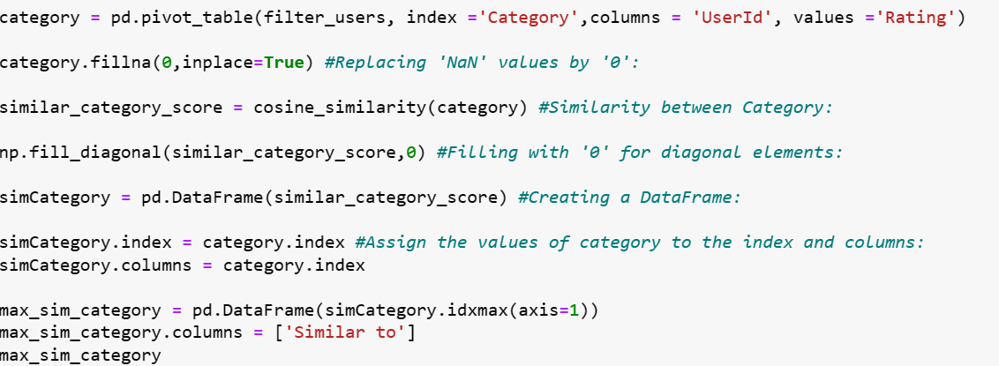 category = pd.pivot_table(filter_users, index ='Category',columns = 'UserId', values ='Rating')
category.fillna(0,inplace=True) #Replacing 'NaN' values by '0':
similar_category_score = cosine_similarity(category) #Similarity between Category:
np.fill_diagonal(similar_category_score,0) #Filling with '0' for diagonal elements:
simCategory = pd.DataFrame(similar_category_score) #Creating a DataFrame:
simCategory.index = category.index #Assign the values of category to the index and columns:
simCategory.columns = category.index
max_sim_category = pd.DataFrame(simCategory.idxmax(axis=1))
max_sim_category.columns = ['Similar to']
max_sim_category